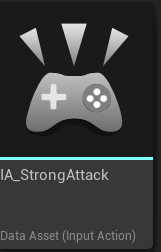 IA_StrongAttack
Data Asset (Input Action)